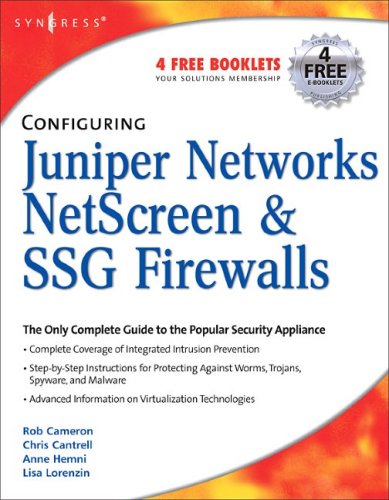 SYNGRESS®
4 FREE BOOKLETS
YOUR SOLUTIONS MEMBERSHIP
SYNGRESS
4
FREE
E-BOOKLETS
PUBLISHING
CONFIGURING
Juniper Networks
NetScreen &
SSG Firewalls
The Only Complete Guide to the Popular Security Appliance
• Complete Coverage of Integrated Intrusion Prevention
• Step-by-Step Instructions for Protecting Against Worms, Trojans,
Spyware, and Malware
• Advanced Information on Virtualization Technologies
Rob Cameron
Chris Cantrell
Anne Hemni
Lisa Lorenzin